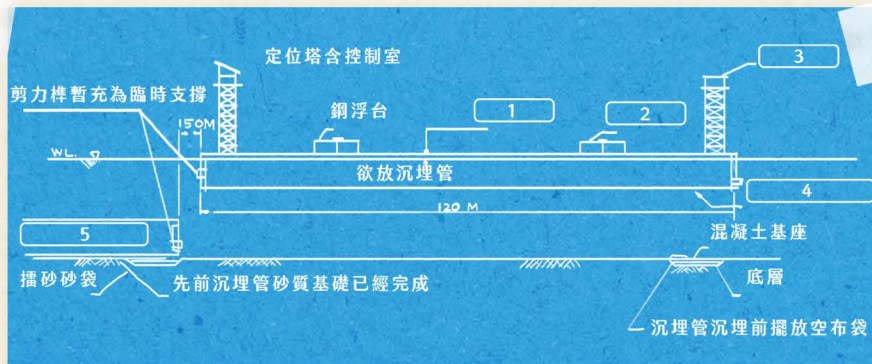 定位塔含控制室
3
剪力榫暫充為臨時支撐
鋼浮台
1
2
150M
WL.
欲放沉埋管
4
120 M
5
混凝土基座
擂砂砂袋
先前沉埋管砂質基礎已經完成
底層
沉埋管沉埋前擺放空布袋